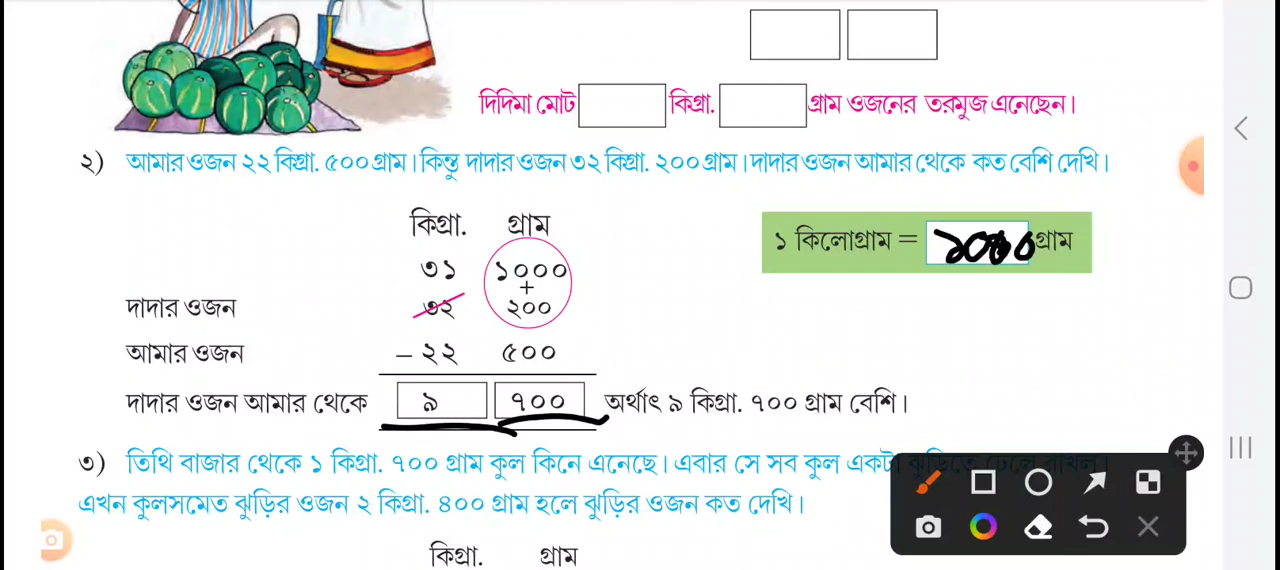 দিদিমা মোট কিগ্রা. গ্রাম ওজনের তরমুজ এনেছেন।
২) আমার ওজন ২২ কিগ্রা. ৫০০ গ্রাম। কিন্তু দাদার ওজন ৩২ কিগ্রা. ২০০ গ্রাম। দাদার ওজন আমার থেকে কত বেশি দেখি।
কিগ্রা. গ্রাম
১ কিলোগ্রাম = ১০০০ গ্রাম
৩১ ১০০০
+
দাদার ওজন ৩২ ২০০
আমার ওজন – ২২ ৫০০
দাদার ওজন আমার থেকে ৯ ৭০০ অর্থাৎ ৯ কিগ্রা. ৭০০ গ্রাম বেশি।
৩) তিথি বাজার থেকে ১ কিগ্রা. ৭০০ গ্রাম কুল কিনে এনেছে। এবার সে সব কুল একটা
এখন কুলসমেত ঝুড়ির ওজন ২ কিগ্রা. ৪০০ গ্রাম হলে ঝুড়ির ওজন কত দেখি।
কিগ্রা. গ্রাম